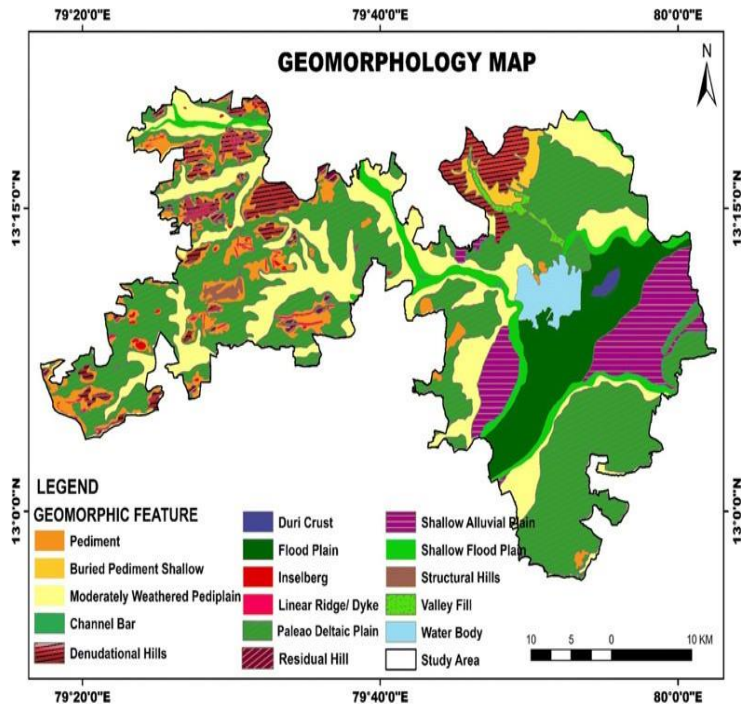 79°20'0"E 79°40'0"E 80°0'0"E
GEOMORPHOLOGY MAP
N
13°15'0"N 13°15'0"N
13°0'0"N 13°0'0"N
LEGEND
GEOMORPHIC FEATURE
Pediment
Buried Pediment Shallow
Moderately Weathered Pediplain
Channel Bar
Denudational Hills
Duri Crust
Flood Plain
Inselberg
Linear Ridge/ Dyke
Paleao Deltaic Plain
Residual Hill
Shallow Alluvial Plain
Shallow Flood Plain
Structural Hills
Valley Fill
Water Body
Study Area
10 5 0 10 KM
79°20'0"E 79°40'0"E 80°0'0"E